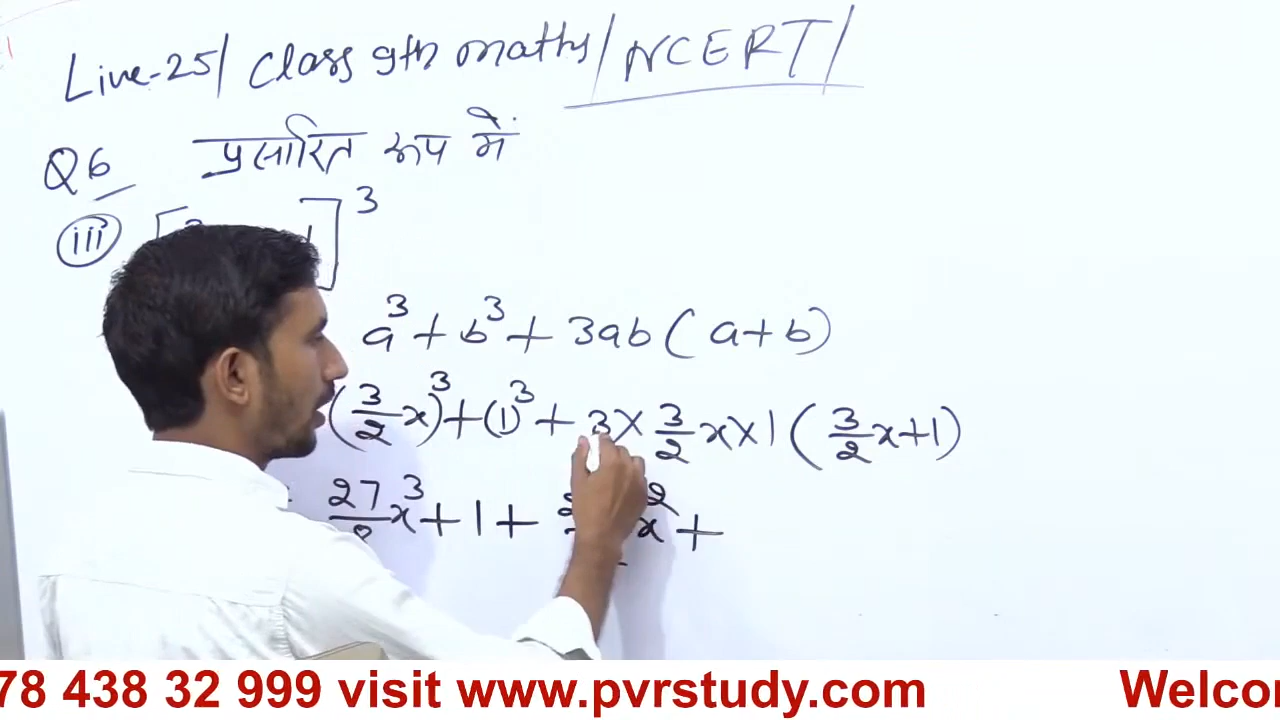 Live-25/ Class 9th maths/NCERT/
Q6 प्रसारित रूप में
(iii) [ ]³
a³ + b³ + 3ab ( a+b)
(3/2 x)³ + (1)³ + 3 × 3/2 x × 1 ( 3/2 x+1)
27 x³ + 1 + x² +
78 438 32 999 visit www.pvrstudy.com